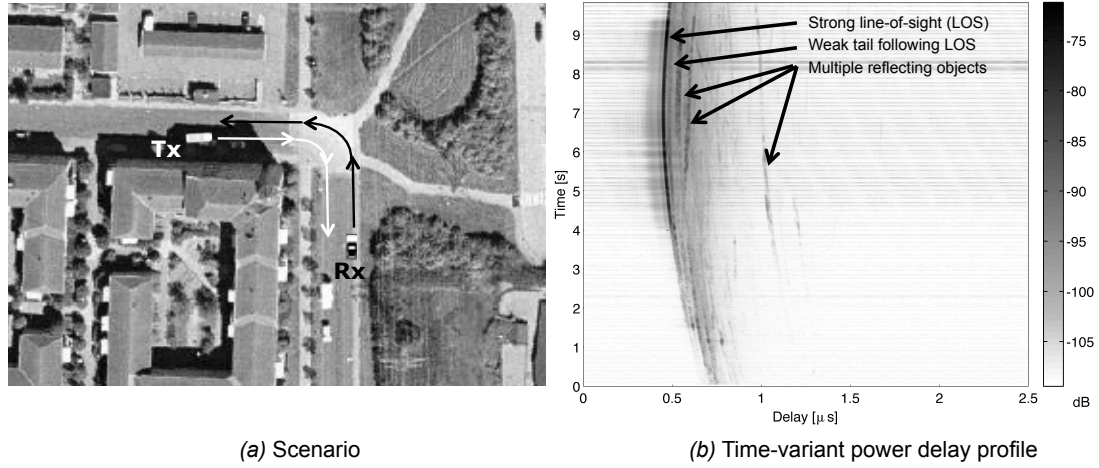 Tx
Rx
(a) Scenario
Strong line-of-sight (LOS)
Weak tail following LOS
Multiple reflecting objects
Time [s]
9
8
7
6
5
4
3
2
1
0
0
0.5
1
1.5
2
2.5
Delay [μ s]
-75
-80
-85
-90
-95
-100
-105
dB
(b) Time-variant power delay profile